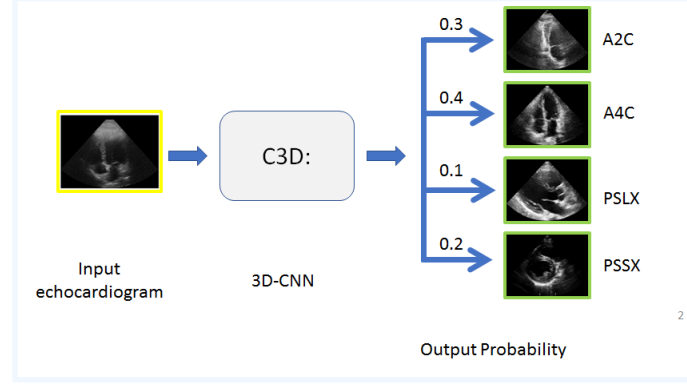 0.3
A2C
0.4
A4C
C3D:
0.1
PSLX
0.2
PSSX
Input
echocardiogram
3D-CNN
2
Output Probability